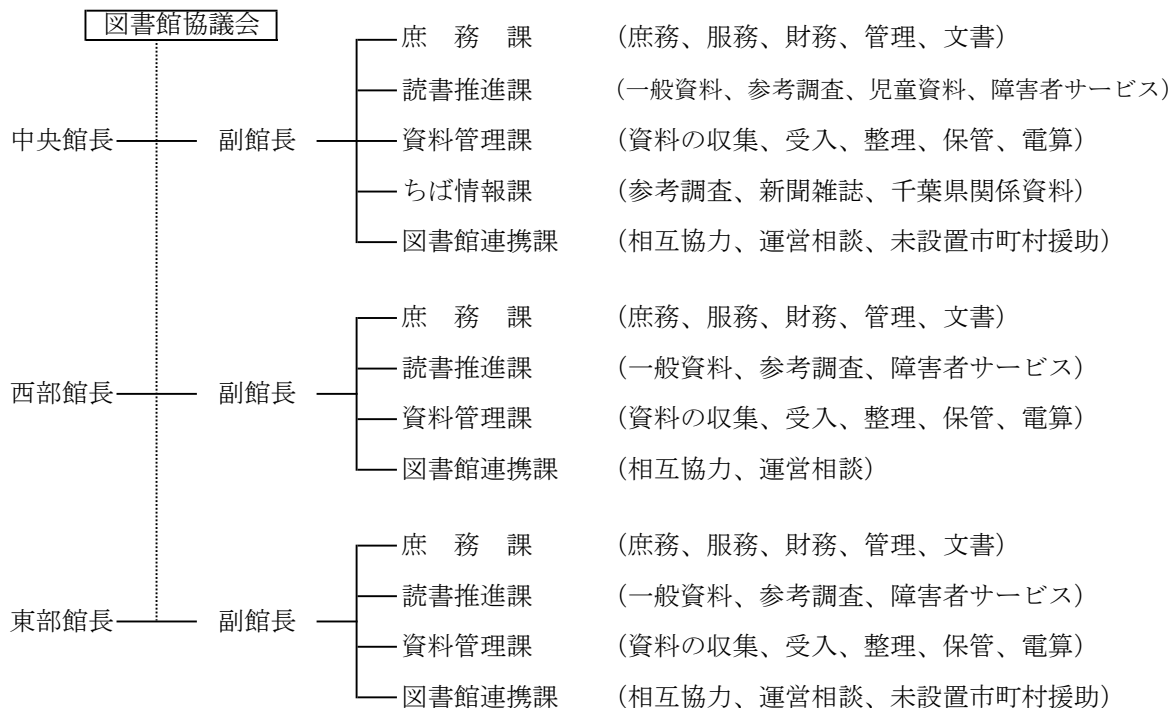 図書館協議会
庶　務　課　（庶務、服務、財務、管理、文書）
読書推進課　（一般資料、参考調査、児童資料、障害者サービス）
中央館長　副館長　資料管理課　（資料の収集、受入、整理、保管、電算）
ちば情報課　（参考調査、新聞雑誌、千葉県関係資料）
図書館連携課　（相互協力、運営相談、未設置市町村援助）
庶　務　課　（庶務、服務、財務、管理、文書）
読書推進課　（一般資料、参考調査、障害者サービス）
西部館長　副館長　資料管理課　（資料の収集、受入、整理、保管、電算）
図書館連携課　（相互協力、運営相談）
庶　務　課　（庶務、服務、財務、管理、文書）
読書推進課　（一般資料、参考調査、障害者サービス）
東部館長　副館長　資料管理課　（資料の収集、受入、整理、保管、電算）
図書館連携課　（相互協力、運営相談、未設置市町村援助）